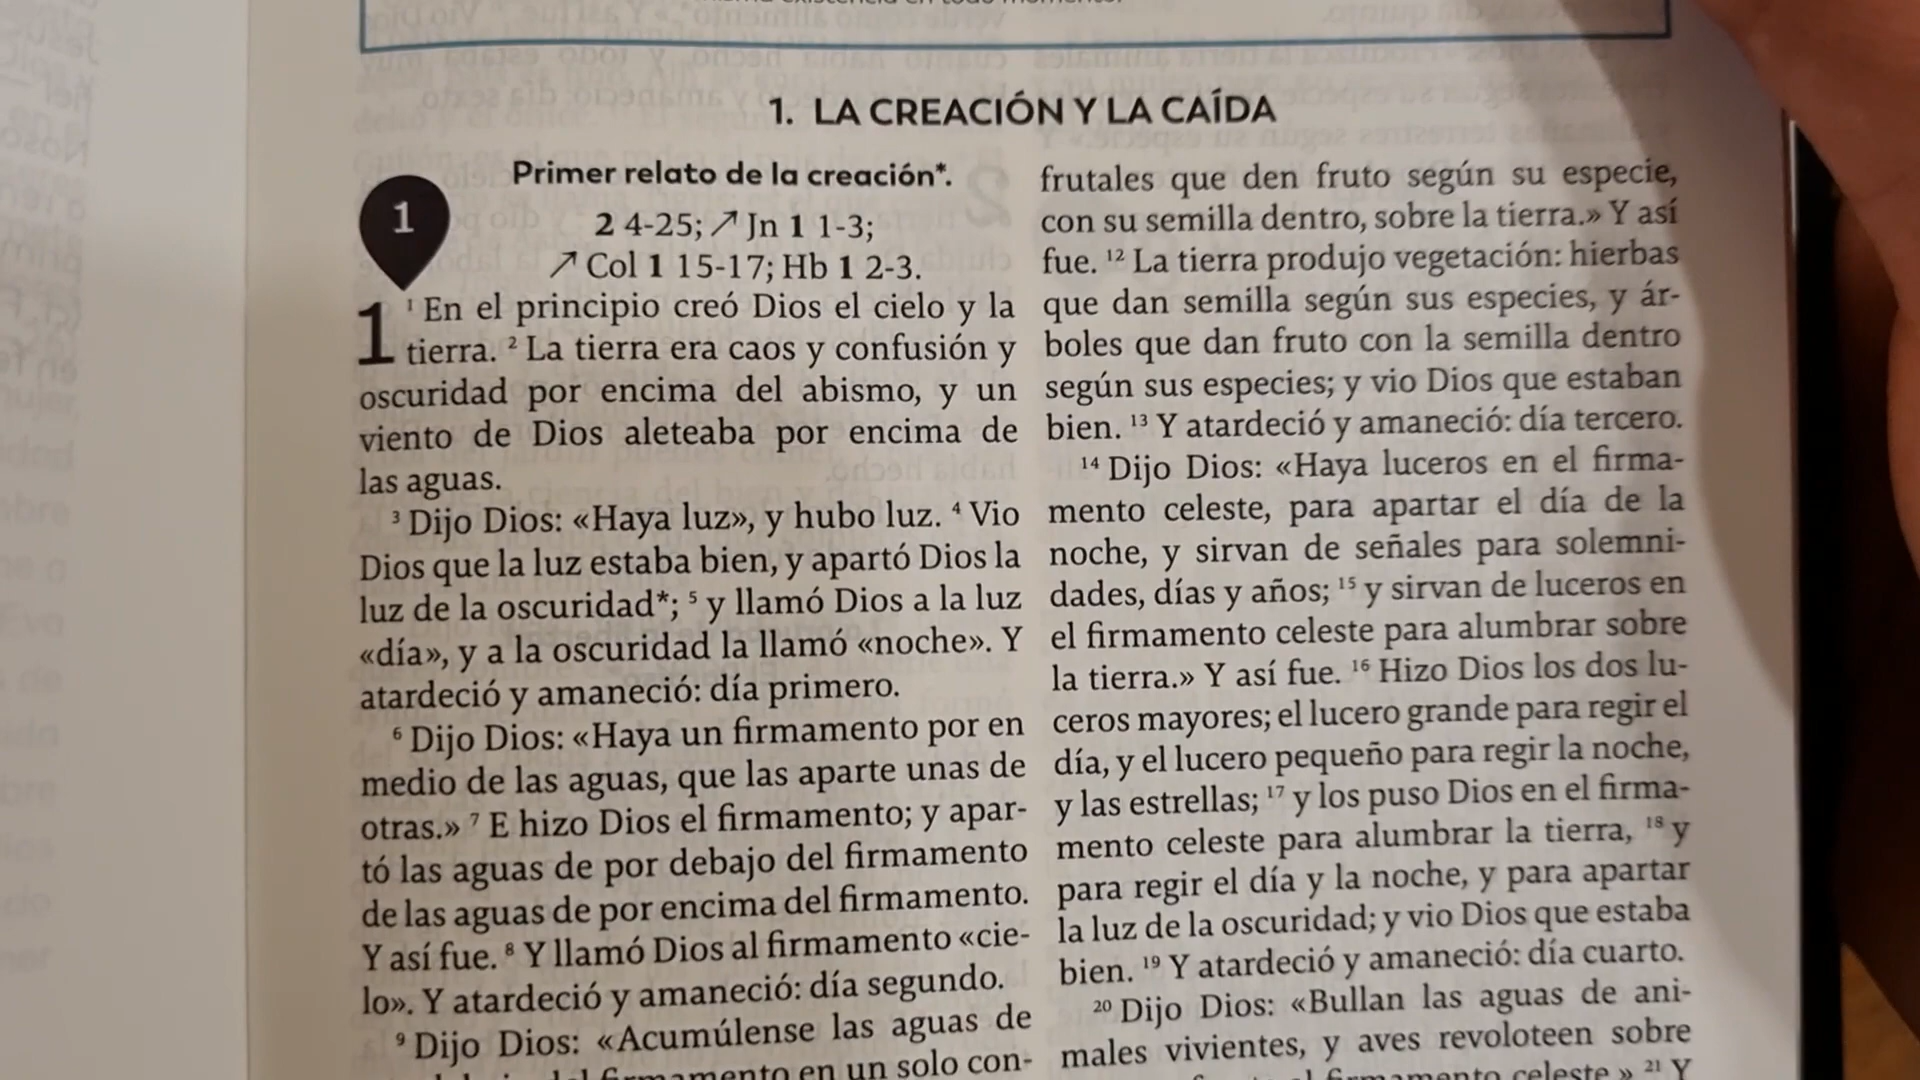 1. LA CREACIÓN Y LA CAÍDA
Primer relato de la creación*.
1
2 4-25; ↗ Jn 1 1-3;
↗ Col 1 15-17; Hb 1 2-3.
1 ¹ En el principio creó Dios el cielo y la
tierra. ² La tierra era caos y confusión y
oscuridad por encima del abismo, y un
viento de Dios aleteaba por encima de
las aguas.
³ Dijo Dios: «Haya luz», y hubo luz. ⁴ Vio
Dios que la luz estaba bien, y apartó Dios la
luz de la oscuridad*; ⁵ y llamó Dios a la luz
«día», y a la oscuridad la llamó «noche». Y
atardeció y amaneció: día primero.
⁶ Dijo Dios: «Haya un firmamento por en
medio de las aguas, que las aparte unas de
otras.» ⁷ E hizo Dios el firmamento; y apar-
tó las aguas de por debajo del firmamento
de las aguas de por encima del firmamento.
Y así fue. ⁸ Y llamó Dios al firmamento «cie-
lo». Y atardeció y amaneció: día segundo.
⁹ Dijo Dios: «Acumúlense las aguas de
firmamento en un solo con-
frutales que den fruto según su especie,
con su semilla dentro, sobre la tierra.» Y así
fue. ¹² La tierra produjo vegetación: hierbas
que dan semilla según sus especies, y ár-
boles que dan fruto con la semilla dentro
según sus especies; y vio Dios que estaban
bien. ¹³ Y atardeció y amaneció: día tercero.
¹⁴ Dijo Dios: «Haya luceros en el firma-
mento celeste, para apartar el día de la
noche, y sirvan de señales para solemni-
dades, días y años; ¹⁵ y sirvan de luceros en
el firmamento celeste para alumbrar sobre
la tierra.» Y así fue. ¹⁶ Hizo Dios los dos lu-
ceros mayores; el lucero grande para regir el
día, y el lucero pequeño para regir la noche,
y las estrellas; ¹⁷ y los puso Dios en el firma-
mento celeste para alumbrar la tierra, ¹⁸ y
para regir el día y la noche, y para apartar
la luz de la oscuridad; y vio Dios que estaba
bien. ¹⁹ Y atardeció y amaneció: día cuarto.
²⁰ Dijo Dios: «Bullan las aguas de ani-
males vivientes, y aves revoloteen sobre
firmamento celeste.» ²¹ Y